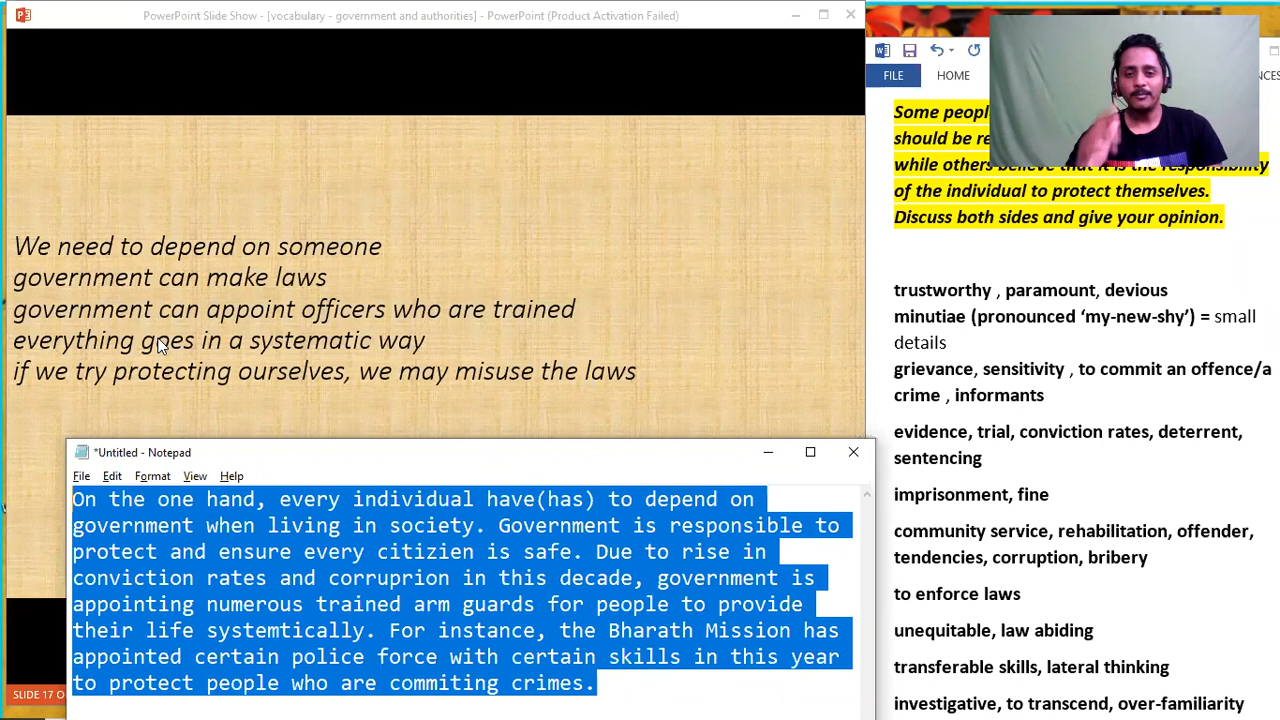 PowerPoint Slide Show - [vocabulary - government and authorities] - PowerPoint (Product Activation Failed)
We need to depend on someone
government can make laws
government can appoint officers who are trained
everything goes in a systematic way
if we try protecting ourselves, we may misuse the laws
SLIDE 17 O
*Untitled - Notepad
File Edit Format View Help
On the one hand, every individual have(has) to depend on
government when living in society. Government is responsible to
protect and ensure every citizien is safe. Due to rise in
conviction rates and corruprion in this decade, government is
appointing numerous trained arm guards for people to provide
their life systemtically. For instance, the Bharath Mission has
appointed certain police force with certain skills in this year
to protect people who are commiting crimes.
FILE HOME
Some peopl
should be re
while others believe that it is the responsibility
of the individual to protect themselves.
Discuss both sides and give your opinion.
trustworthy , paramount, devious
minutiae (pronounced ‘my-new-shy’) = small
details
grievance, sensitivity , to commit an offence/a
crime , informants
evidence, trial, conviction rates, deterrent,
sentencing
imprisonment, fine
community service, rehabilitation, offender,
tendencies, corruption, bribery
to enforce laws
unequitable, law abiding
transferable skills, lateral thinking
investigative, to transcend, over-familiarity